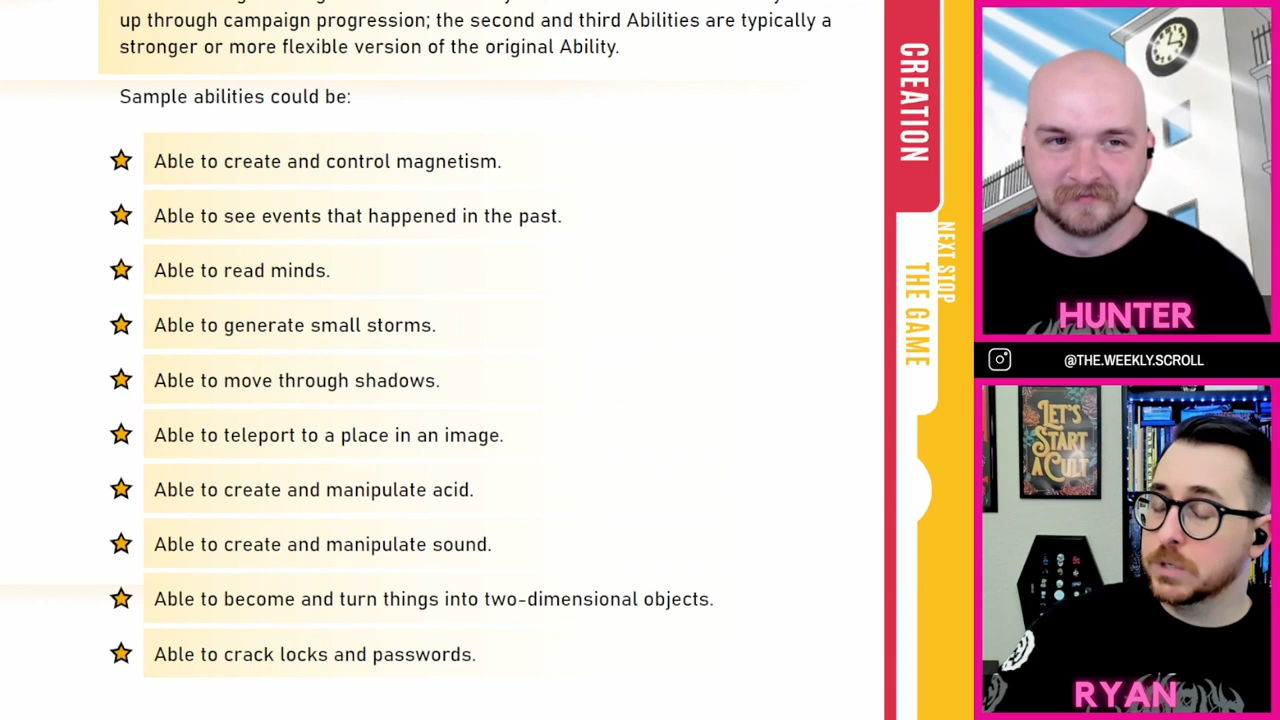 up through campaign progression; the second and third Abilities are typically a
stronger or more flexible version of the original Ability.
Sample abilities could be:
Able to create and control magnetism.
Able to see events that happened in the past.
Able to read minds.
Able to generate small storms.
Able to move through shadows.
Able to teleport to a place in an image.
Able to create and manipulate acid.
Able to create and manipulate sound.
Able to become and turn things into two-dimensional objects.
Able to crack locks and passwords.
CREATION
NEXT STOP
THE GAME
HUNTER
@THE.WEEKLY.SCROLL
LET'S
START
A CULT
RYAN